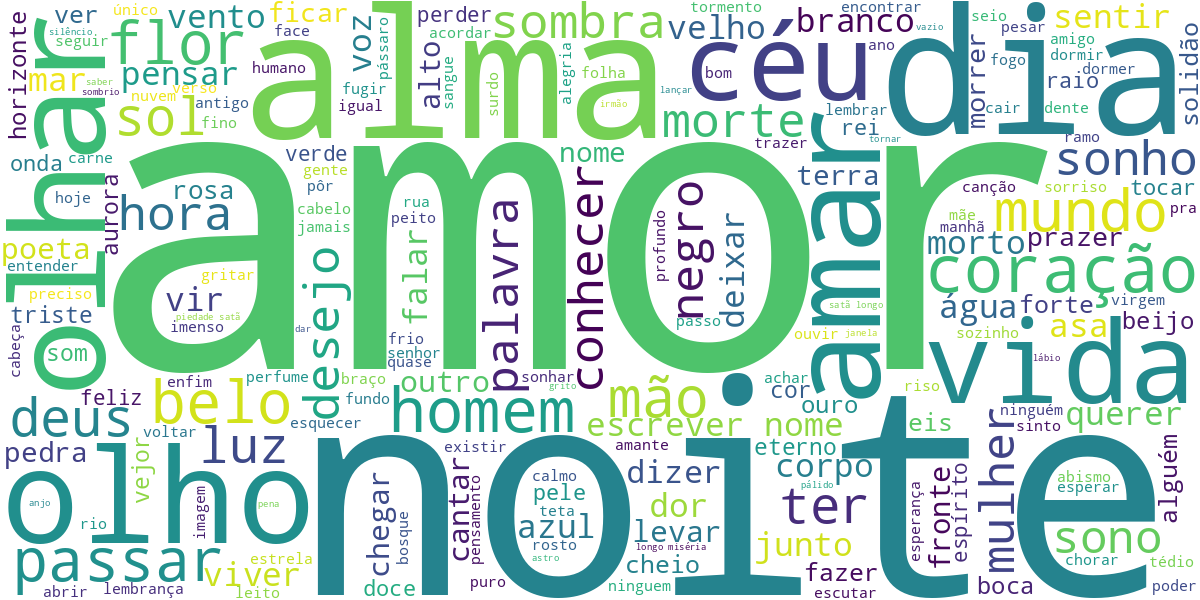 amor
noite
alma
dia
olhar
olho
vida
amar
céu
coração
passar
mundo
belo
homem
flor
sol
mão
sombra
morte
sonho
deus
luz
hora
desejo
palavra
conhecer
negro
ter
mulher
azul
viver
sono
vento
ficar
voz
perder
acordar
velho
tormento
branco
encontrar
vazio
seio
pesar
sentir
único
ver
silêncio,
seguir
horizonte
mar
pensar
face
humano
pássaro
fugir
igual
alto
sangue
surdo
alegria
folha
irmão
lançar
bom
ano
morrer
amigo
dormir
fogo
dormer
raio
cair
dente
solidão
saber
sombrio
nuvem
verso
antigo
fino
lembrar
rei
tornar
trazer
ramo
onda
carne
verde
nome
gente
pôr
terra
canção
sorriso
tocar
hoje
aurora
rosa
cabelo
jamais
rua
peito
profundo
deixar
mãe
manhã
pra
poeta
entender
gritar
falar
morto
prazer
preciso
triste
vir
imenso
piedade satã
dar
passo
satã longo
água
forte
virgem
cabeça
som
frio
senhor
quase
ouvir
janela
sozinho
asa
beijo
lábio
enfim
perfume
braço
outro
sonhar
grito
achar
cor
riso
feliz
fundo
ouro
voltar
esquecer
escrever
nome
eis
ninguém
sinto
querer
pedra
vejor
existir
amante
eterno
dizer
corpo
alguém
anjo
rio
imagem
pena
chegar
bosque
cantar
pensamento
calmo
pele
teta
rosto
dor
levar
pálido
esperança
fronte
espírito
abismo
esperar
estrela
longo miséria
astro
cheio
junto
chorar
tédio
abrir
lembrança
leito
doce
puro
ninguem
fazer
escutar
boca
poder